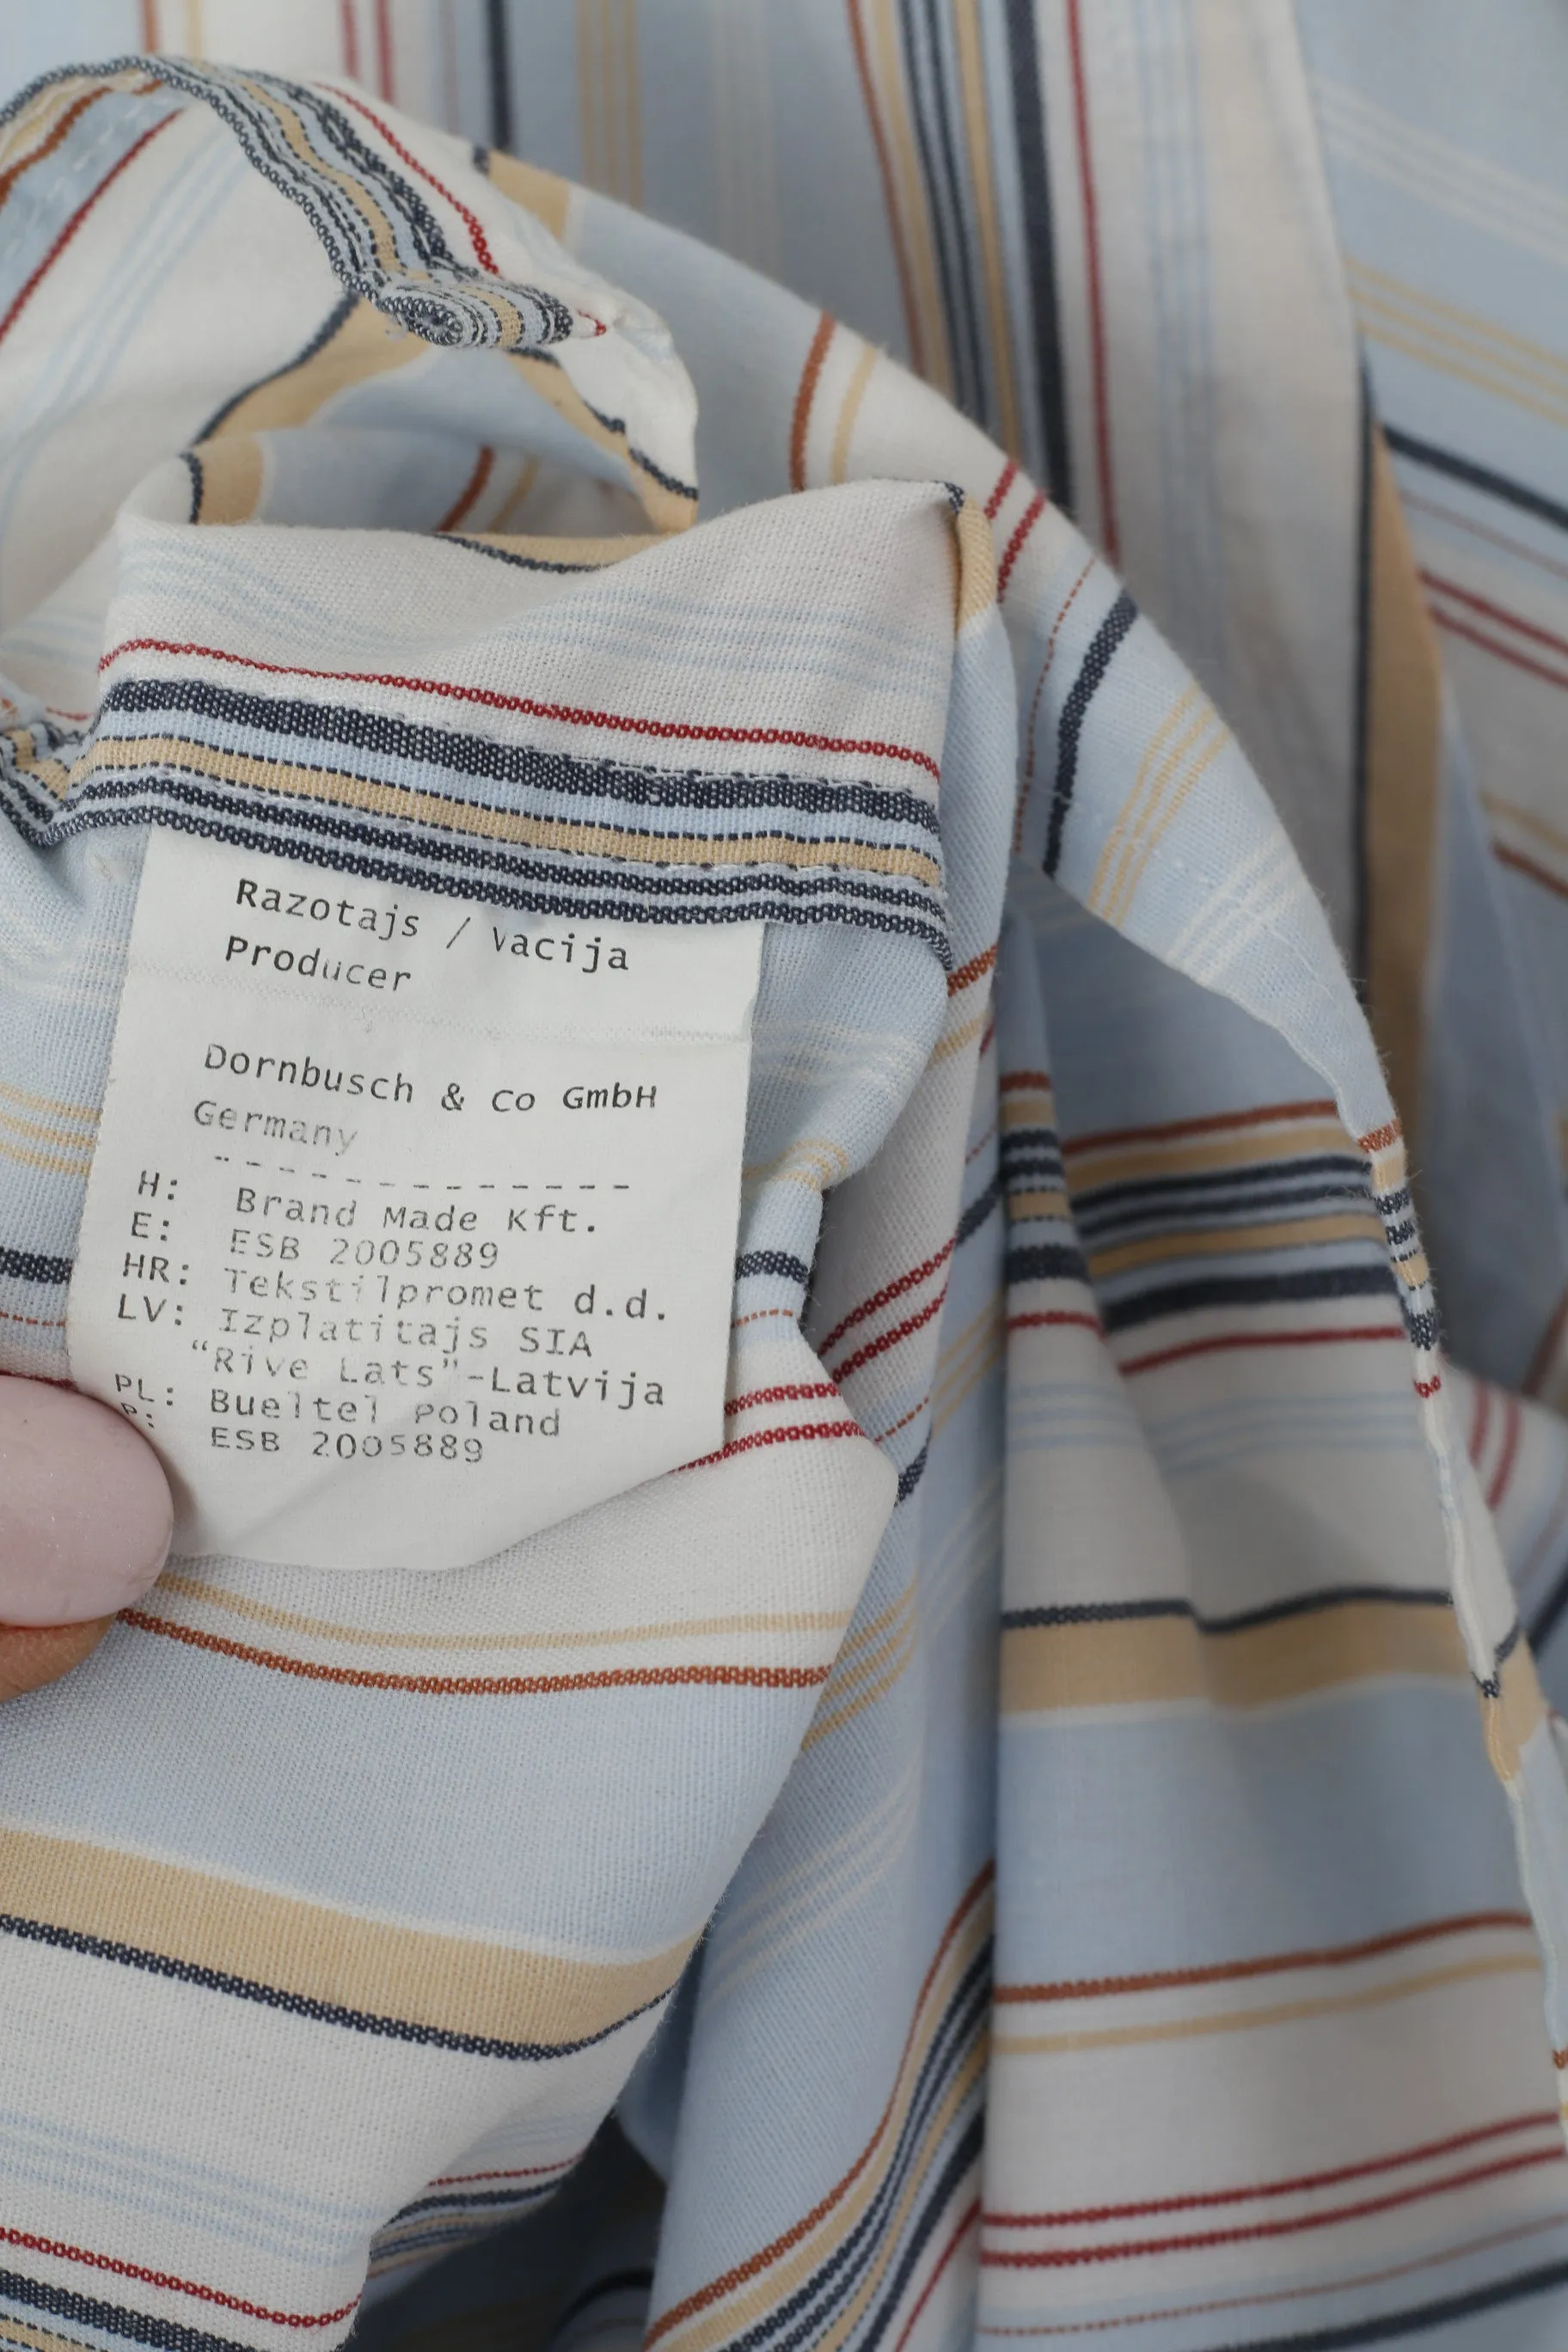 Razotajs / Vacija
Producer
Dornbusch & Co GmbH
Germany
------------
H: Brand Made Kft.
E: ESB 2005889
HR: Tekstilpromet d.d.
LV: Izplatitajs SIA
“Rive Lats"-Latvija
PL: Bueltel Poland
P: ESB 2005889